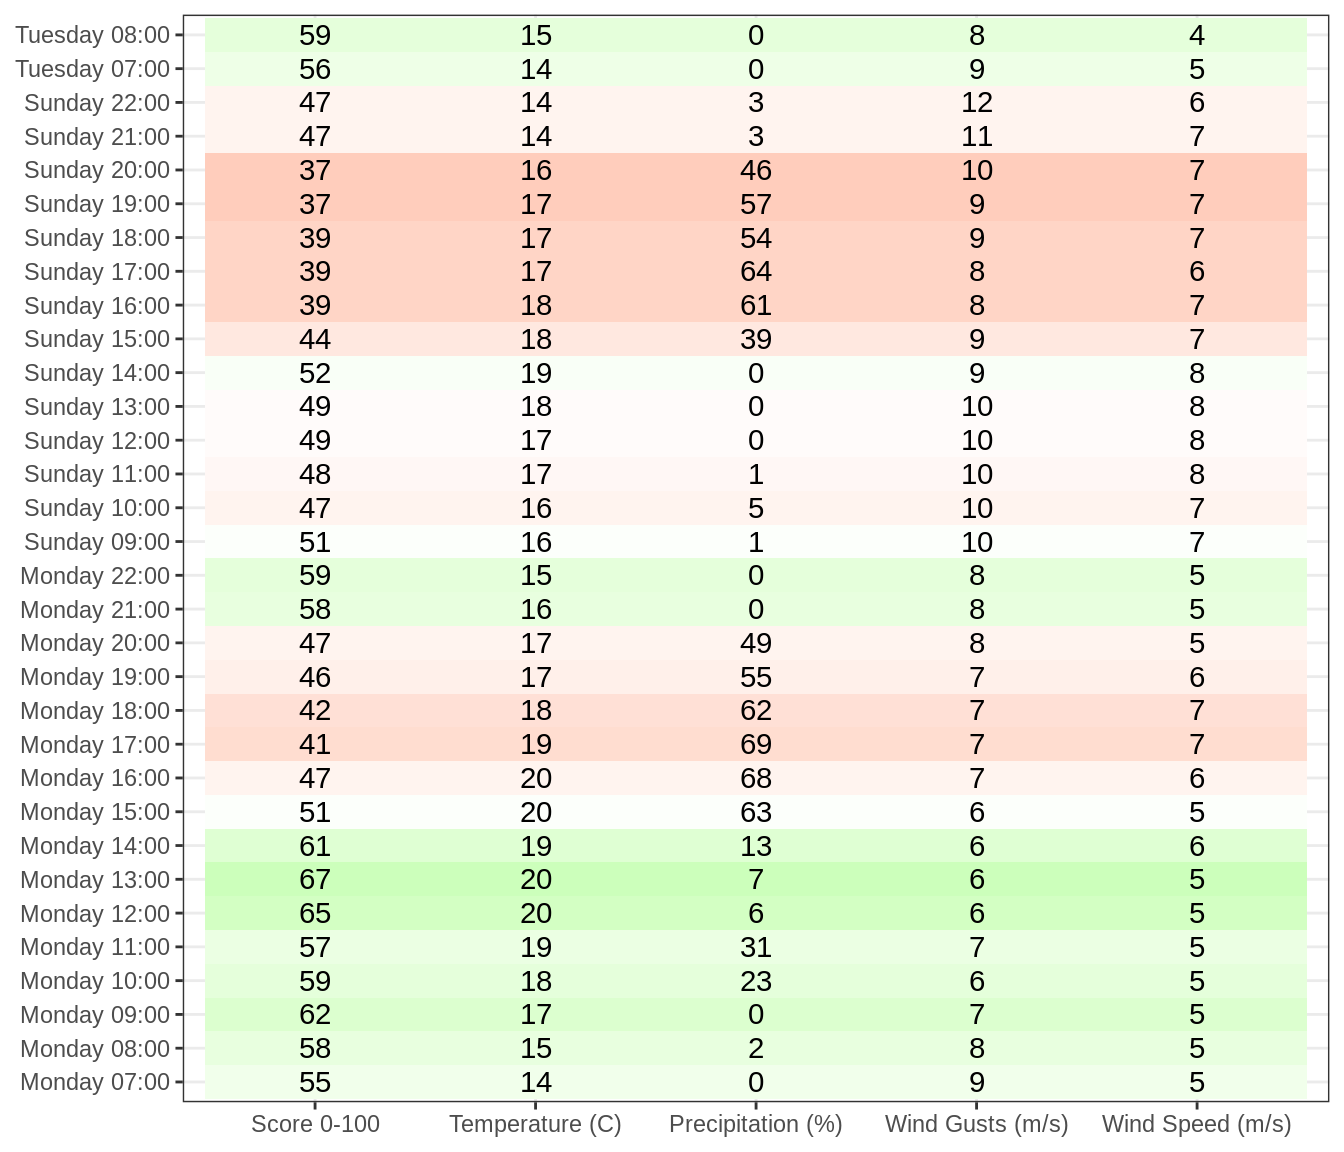 Tuesday 08:00 59 15 0 8 4
Tuesday 07:00 56 14 0 9 5
Sunday 22:00 47 14 3 12 6
Sunday 21:00 47 14 3 11 7
Sunday 20:00 37 16 46 10 7
Sunday 19:00 37 17 57 9 7
Sunday 18:00 39 17 54 9 7
Sunday 17:00 39 17 64 8 6
Sunday 16:00 39 18 61 8 7
Sunday 15:00 44 18 39 9 7
Sunday 14:00 52 19 0 9 8
Sunday 13:00 49 18 0 10 8
Sunday 12:00 49 17 0 10 8
Sunday 11:00 48 17 1 10 8
Sunday 10:00 47 16 5 10 7
Sunday 09:00 51 16 1 10 7
Monday 22:00 59 15 0 8 5
Monday 21:00 58 16 0 8 5
Monday 20:00 47 17 49 8 5
Monday 19:00 46 17 55 7 6
Monday 18:00 42 18 62 7 7
Monday 17:00 41 19 69 7 7
Monday 16:00 47 20 68 7 6
Monday 15:00 51 20 63 6 5
Monday 14:00 61 19 13 6 6
Monday 13:00 67 20 7 6 5
Monday 12:00 65 20 6 6 5
Monday 11:00 57 19 31 7 5
Monday 10:00 59 18 23 6 5
Monday 09:00 62 17 0 7 5
Monday 08:00 58 15 2 8 5
Monday 07:00 55 14 0 9 5
Score 0-100 Temperature (C) Precipitation (%) Wind Gusts (m/s) Wind Speed (m/s)